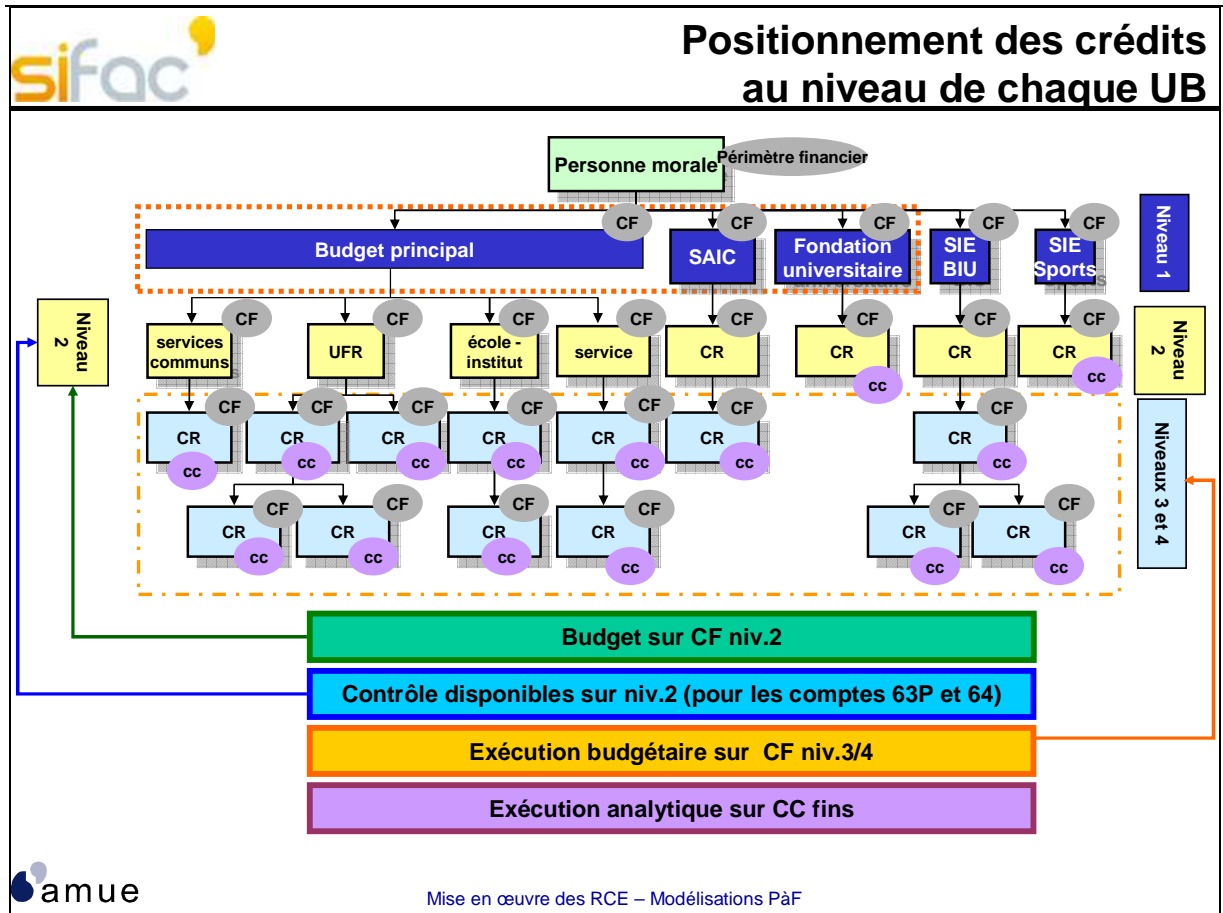 sifac
Positionnement des crédits
au niveau de chaque UB
Personne morale
Périmètre financier
CF
CF
CF
CF
CF
Budget principal
SAIC
Fondation
universitaire
SIE
BIU
SIE
Sports
Niveau 1
Niveau
2
CF
CF
CF
CF
CF
CF
CF
CF
services
communs
UFR
école -
institut
service
CR
CR
CR
CR
cc
cc
Niveau
2
CF
CF
CF
CF
CF
CF
CF
CR
CR
CR
CR
CR
CR
CR
cc
cc
cc
cc
cc
cc
cc
Niveaux 3 et 4
CF
CF
CF
CF
CF
CF
CR
CR
CR
CR
CR
CR
cc
cc
cc
cc
cc
cc
Budget sur CF niv.2
Contrôle disponibles sur niv.2 (pour les comptes 63P et 64)
Exécution budgétaire sur CF niv.3/4
Exécution analytique sur CC fins
amue
Mise en œuvre des RCE – Modélisations PàF